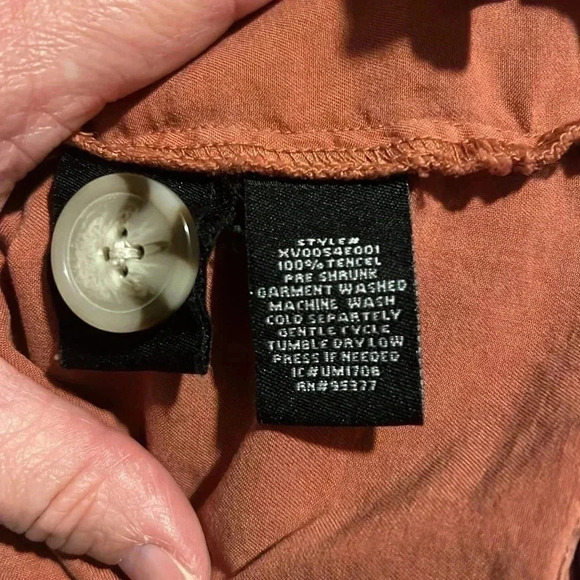 STYLE#
XV0054E001
100% TENCEL
PRE SHRUNK
GARMENT WASHED
MACHINE WASH
COLD SEPARTELY
GENTLE CYCLE
TUMBLE DRY LOW
PRESS IF NEEDED
IC#UM1706
RN#95377